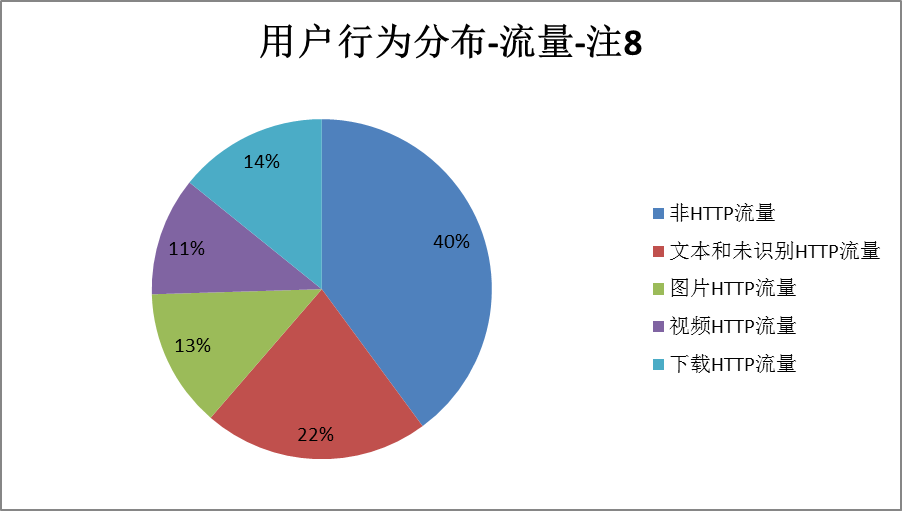 用户行为分布-流量-注8
14%
40%
11%
13%
22%
非HTTP流量
文本和未识别HTTP流量
图片HTTP流量
视频HTTP流量
下载HTTP流量